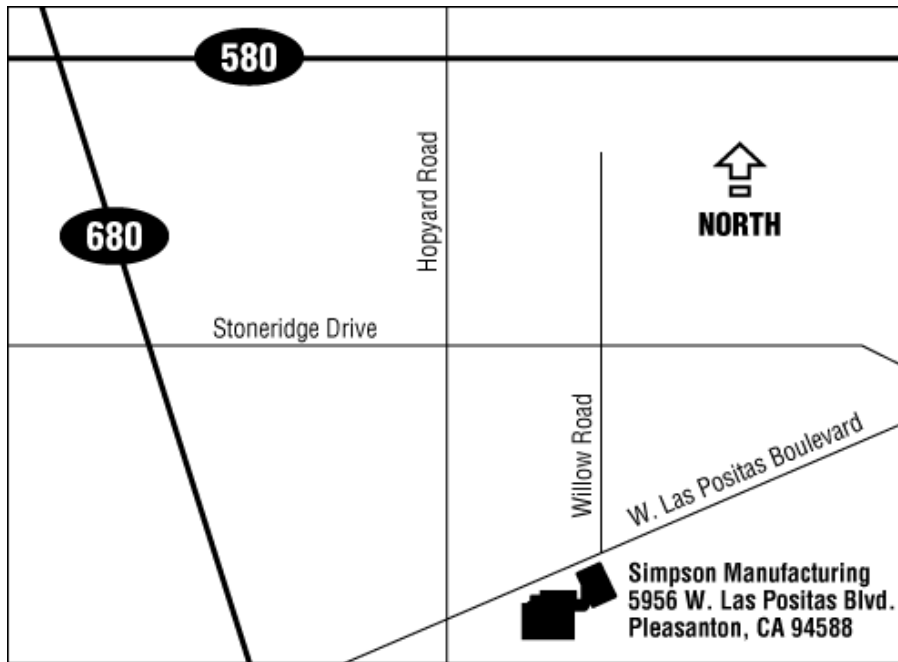 580
Hopyard Road
NORTH
680
Stoneridge Drive
Willow Road
W. Las Positas Boulevard
Simpson Manufacturing
5956 W. Las Positas Blvd.
Pleasanton, CA 94588